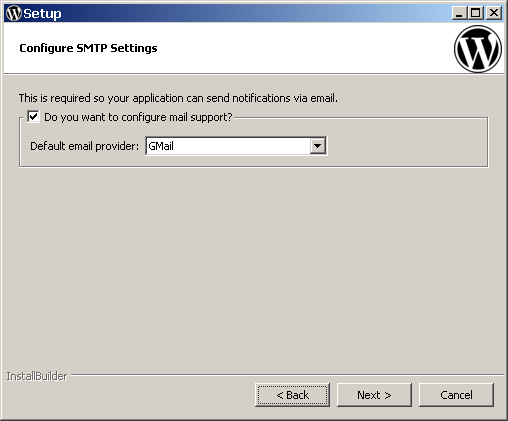 Setup
Configure SMTP Settings
This is required so your application can send notifications via email.
Do you want to configure mail support?
Default email provider: GMail
InstallBuilder
< Back Next > Cancel